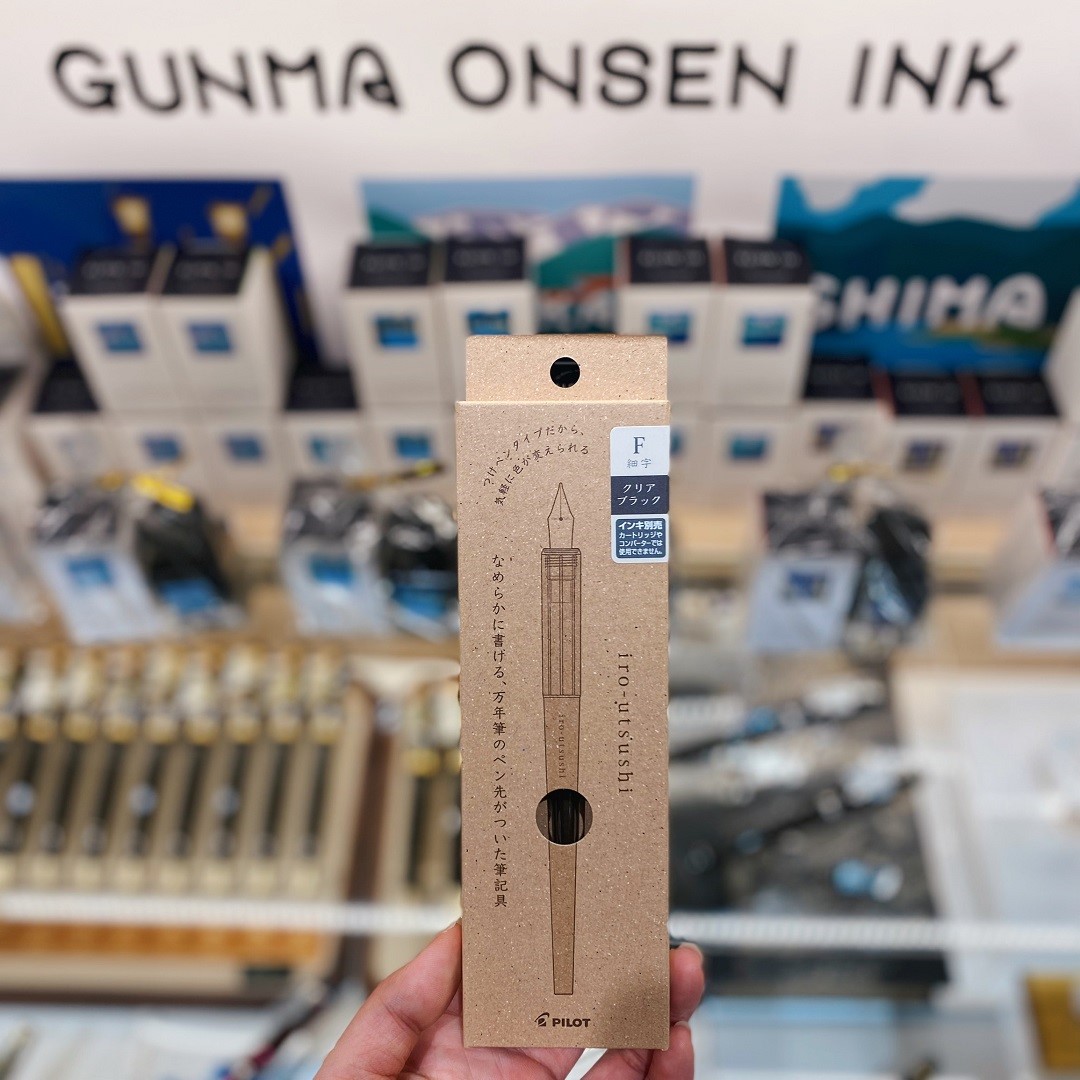 GUNMA ONSEN INK
SHIMA
つけペンタイプだから、
気軽に色が変えられる
F
細字
クリア
ブラック
インキ別売
カートリッジや
コンバーターでは
使用できません。
なめらかに書ける、万年筆のペン先がついた筆記具
iro-utsushi
iro-utsushi
PILOT